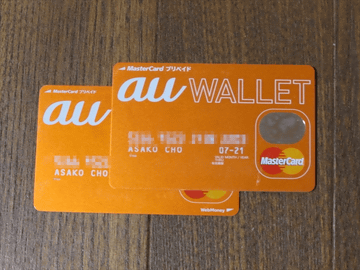 MasterCard プリペイド
au WALLET
07-21
ASAKO CHO
MasterCard
MasterCard プリペイド
au
ASAKO CHO
WebMoney